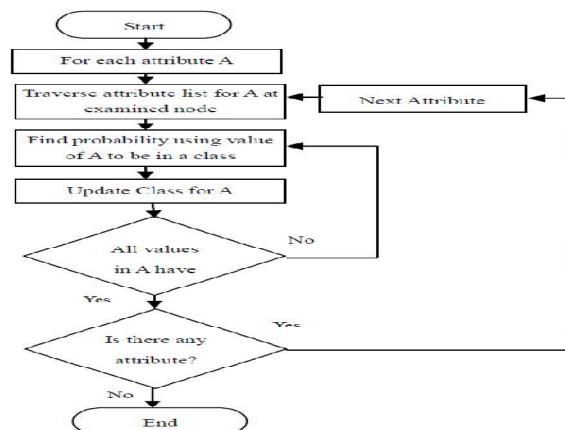 Start
For each attribute A
Traverse attribute list for A at
examined node
Next Attribute
Find probability using value
of A to be in a class
Update Class for A
All values
in A have
No
Yes
Is there any
attribute?
Yes
No
End